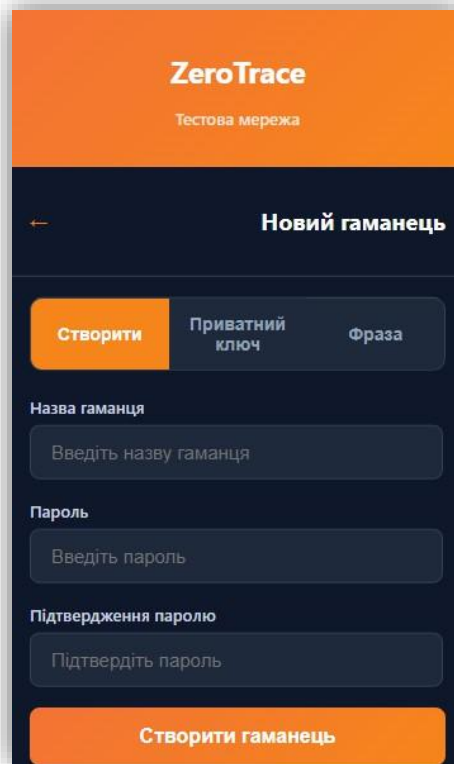 ZeroTrace
Тестова мережа
← Новий гаманець
Створити
Приватний
ключ
Фраза
Назва гаманця
Введіть назву гаманця
Пароль
Введіть пароль
Підтвердження паролю
Підтвердіть пароль
Створити гаманець